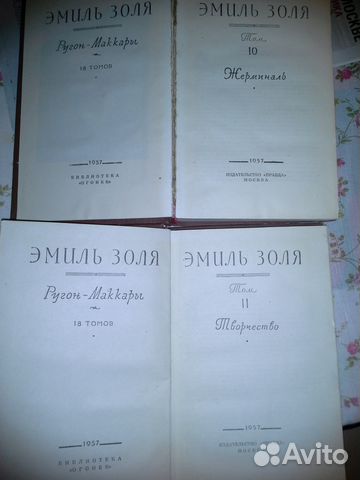 ЭМИЛЬ ЗОЛЯ
Ругон-Маккары
18 ТОМОВ
1957
БИБЛИОТЕКА
«ОГОНЕК»
ЭМИЛЬ ЗОЛЯ
Том
10
Жерминаль
1957
ИЗДАТЕЛЬСТВО «ПРАВДА»
МОСКВА
ЭМИЛЬ ЗОЛЯ
Ругон-Маккары
18 ТОМОВ
1957
БИБЛИОТЕКА
«ОГОНЕК»
ЭМИЛЬ ЗОЛЯ
Том
11
Творчество
1957
ИЗДАТЕЛЬСТВО
Avito